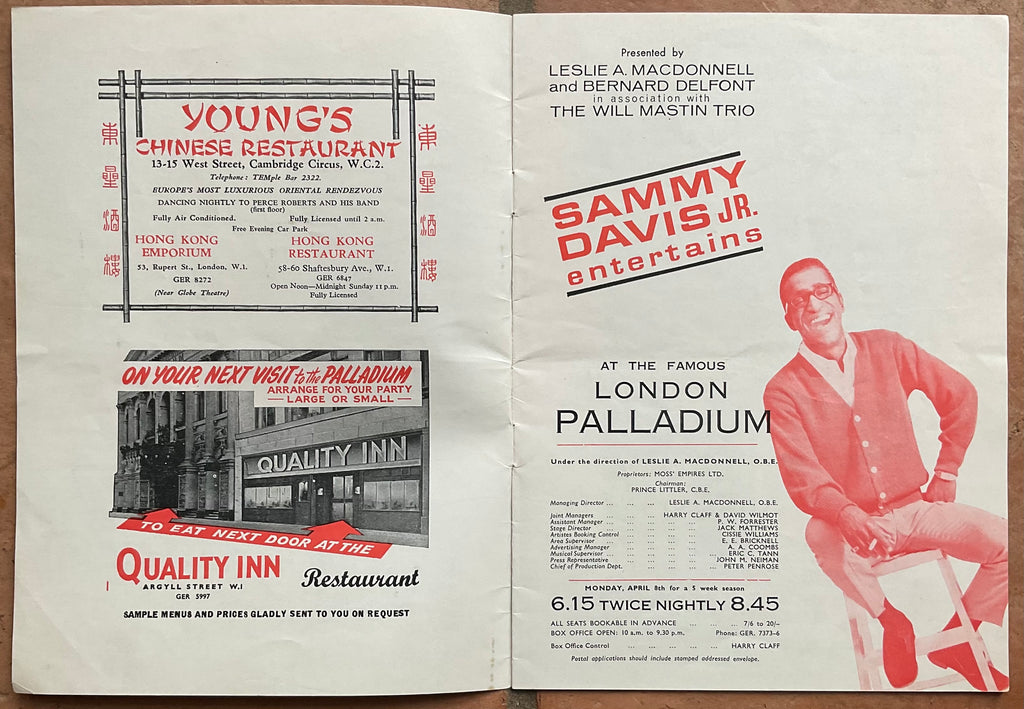 YOUNG'S
CHINESE RESTAURANT
13-15 West Street, Cambridge Circus, W.C.2.
Telephone: TEMple Bar 2322.
EUROPE'S MOST LUXURIOUS ORIENTAL RENDEZVOUS
DANCING NIGHTLY TO PERCE ROBERTS AND HIS BAND
(first floor)
Fully Air Conditioned. Fully Licensed until 2 a.m.
Free Evening Car Park
HONG KONG
EMPORIUM
53, Rupert St., London, W.1.
GER 8272
(Near Globe Theatre)
HONG KONG
RESTAURANT
58-60 Shaftesbury Ave., W.1.
GER 6847
Open Noon—Midnight Sunday 11 p.m.
Fully Licensed
東
酒
樓
東
酒
樓
ON YOUR NEXT VISIT to the PALLADIUM
ARRANGE FOR YOUR PARTY
— LARGE OR SMALL —
QUALITY INN
TO EAT NEXT DOOR AT THE
QUALITY INN Restaurant
ARGYLL STREET W.1
GER 5997
SAMPLE MENUS AND PRICES GLADLY SENT TO YOU ON REQUEST
Presented by
LESLIE A. MACDONNELL
and BERNARD DELFONT
in association with
THE WILL MASTIN TRIO
SAMMY
DAVIS JR.
entertains
AT THE FAMOUS
LONDON
PALLADIUM
Under the direction of LESLIE A. MACDONNELL, O.B.E.
Proprietors: MOSS' EMPIRES LTD.
Chairman:
PRINCE LITTLER, C.B.E.
Managing Director ... ... ... LESLIE A. MACDONNELL, O.B.E.
Joint Managers ... ... HARRY CLAFF & DAVID WILMOT
Assistant Manager ... ... ... ... P. W. FORRESTER
Stage Director ... ... ... ... JACK MATTHEWS
Artistes Booking Control ... ... ... CISSIE WILLIAMS
Area Supervisor ... ... ... ... E. E. BRICKNELL
Advertising Manager ... ... ... ... A. A. COOMBS
Musical Supervisor ... ... ... ... ERIC C. TANN
Press Representative ... ... ... JOHN M. NEIMAN
Chief of Production Dept. ... ... ... PETER PENROSE
MONDAY, APRIL 8th for a 5 week season
6.15 TWICE NIGHTLY 8.45
ALL SEATS BOOKABLE IN ADVANCE ... ... ... 7/6 to 20/-
BOX OFFICE OPEN: 10 a.m. to 9.30 p.m. Phone: GER. 7373-6
Box Office Control ... ... ... ... ... HARRY CLAFF
Postal applications should include stamped addressed envelope.